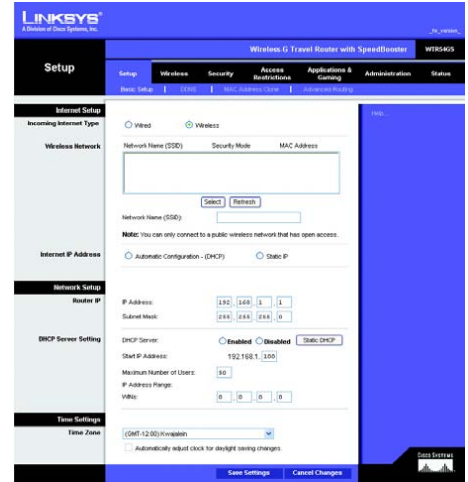 LINKSYS®
A Division of Cisco Systems, Inc.
Wireless-G Travel Router with SpeedBooster WTR54GS
Setup
Setup Wireless Security Access Restrictions Applications & Gaming Administration Status
Basic Setup | DDNS | MAC Address Clone | Advanced Routing
Internet Setup
Incoming Internet Type Wired Wireless
Help...
Wireless Network Network Name (SSID) Security Mode MAC Address
Select Refresh
Network Name (SSID):
Note: You can only connect to a public wireless network that has open access.
Internet IP Address Automatic Configuration - (DHCP) Static IP
Network Setup
Router IP
IP Address: 192 . 168 . 1 . 1
Subnet Mask: 255 . 255 . 255 . 0
DHCP Server Setting DHCP Server: Enabled Disabled Static DHCP
Start IP Address: 192.168.1. 100
Maximum Number of Users: 50
IP Address Range:
WINs: 0 . 0 . 0 . 0
Time Settings
Time Zone
(GMT-12:00) Kwajalein
Automatically adjust clock for daylight saving changes.
Save Settings Cancel Changes
CISCO SYSTEMS